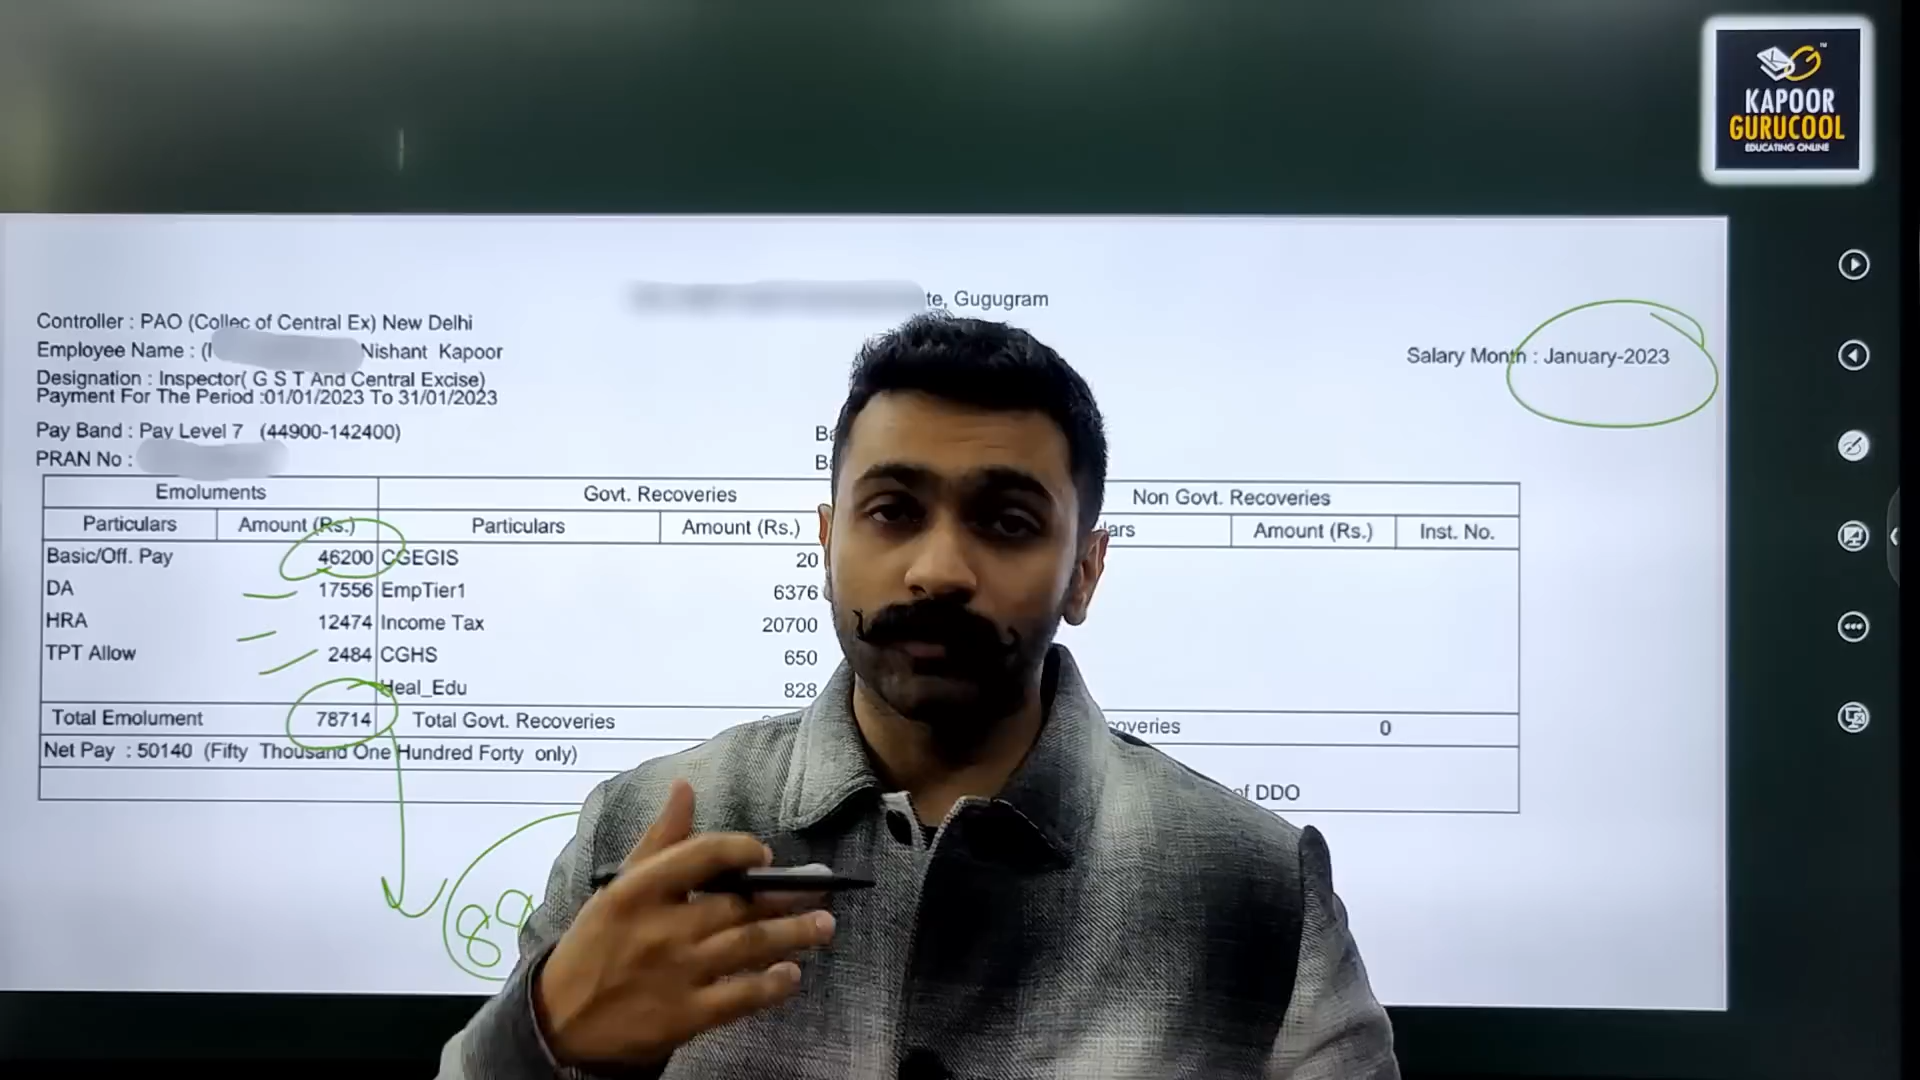 KAPOOR
GURUCOOL
EDUCATING ONLINE
te, Gugugram
Controller : PAO (Collec of Central Ex) New Delhi
Employee Name : (I Nishant Kapoor
Salary Month : January-2023
Designation : Inspector( G S T And Central Excise)
Payment For The Period :01/01/2023 To 31/01/2023
Pay Band : Pay Level 7 (44900-142400)
PRAN No :
Emoluments Govt. Recoveries Non Govt. Recoveries
Particulars Amount (Rs.) Particulars Amount (Rs.) lars Amount (Rs.) Inst. No.
Basic/Off. Pay 46200 CGEGIS 20
DA 17556 EmpTier1 6376
HRA 12474 Income Tax 20700
TPT Allow 2484 CGHS 650
Heal_Edu 828
Total Emolument 78714 Total Govt. Recoveries coveries 0
Net Pay : 50140 (Fifty Thousand One Hundred Forty only)
of DDO